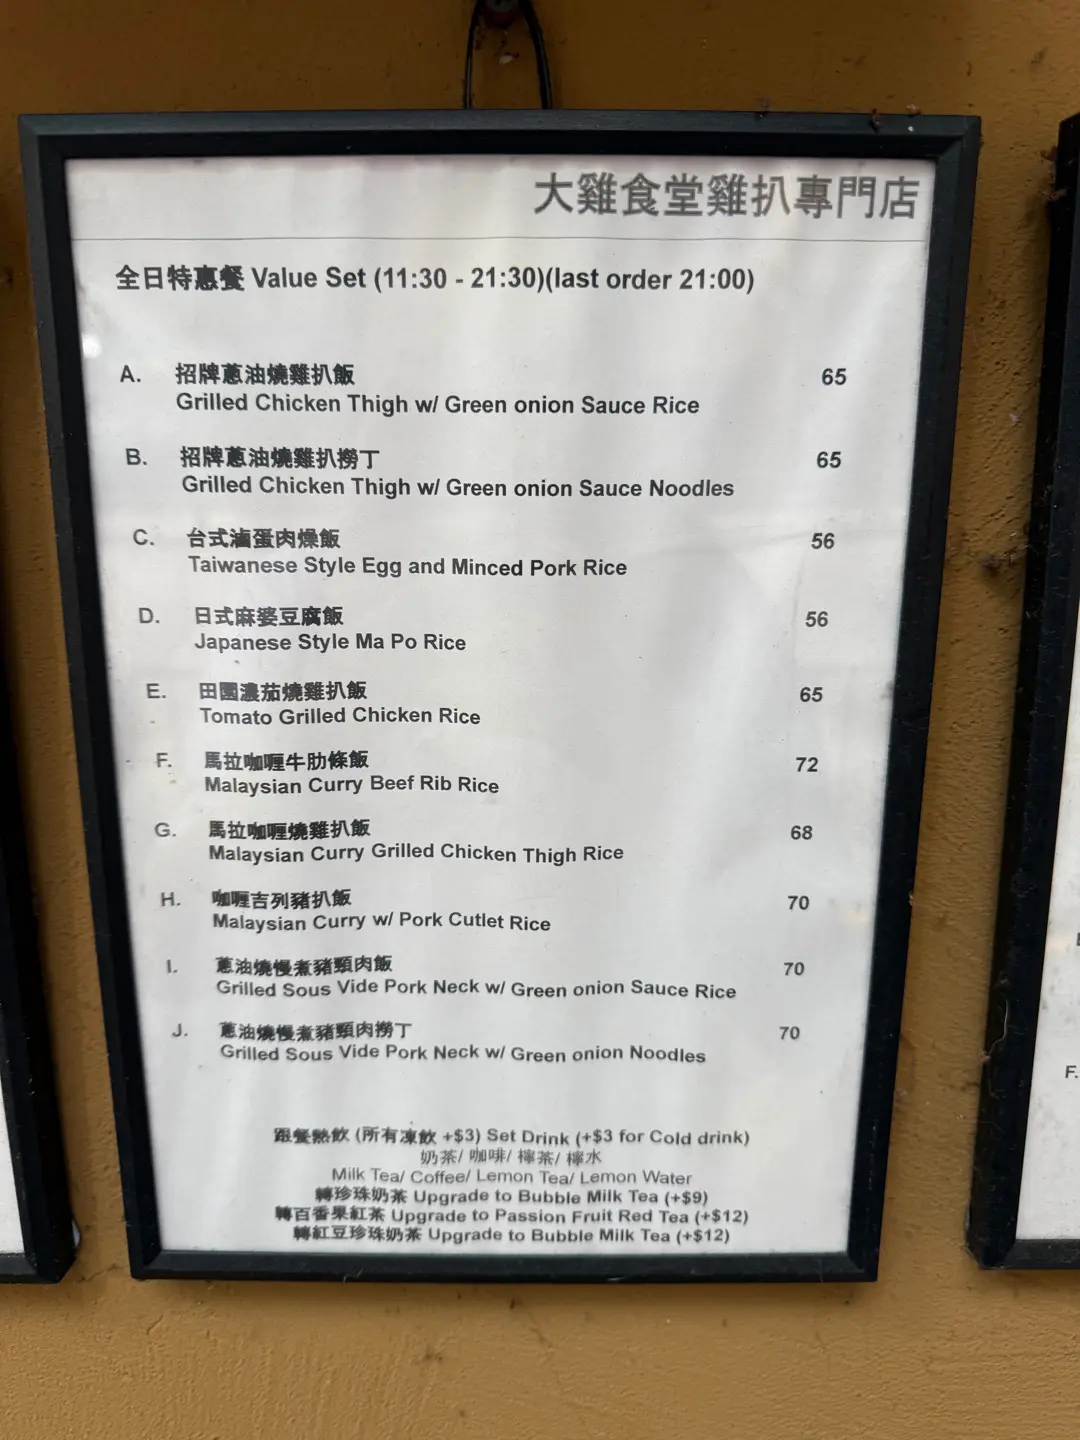 大雞食堂雞扒專門店
全日特惠餐 Value Set (11:30 - 21:30)(last order 21:00)
A. 招牌蔥油燒雞扒飯 65
Grilled Chicken Thigh w/ Green onion Sauce Rice
B. 招牌蔥油燒雞扒撈丁 65
Grilled Chicken Thigh w/ Green onion Sauce Noodles
C. 台式滷蛋肉燥飯 56
Taiwanese Style Egg and Minced Pork Rice
D. 日式麻婆豆腐飯 56
Japanese Style Ma Po Rice
E. 田園濃茄燒雞扒飯 65
Tomato Grilled Chicken Rice
F. 馬拉咖喱牛肋條飯 72
Malaysian Curry Beef Rib Rice
G. 馬拉咖喱燒雞扒飯 68
Malaysian Curry Grilled Chicken Thigh Rice
H. 咖喱吉列豬扒飯 70
Malaysian Curry w/ Pork Cutlet Rice
I. 蔥油燒慢煮豬頸肉飯 70
Grilled Sous Vide Pork Neck w/ Green onion Sauce Rice
J. 蔥油燒慢煮豬頸肉撈丁 70
Grilled Sous Vide Pork Neck w/ Green onion Noodles
跟餐熱飲 (所有凍飲 +$3) Set Drink (+$3 for Cold drink)
奶茶/ 咖啡/ 檸茶/ 檸水
Milk Tea/ Coffee/ Lemon Tea/ Lemon Water
轉珍珠奶茶 Upgrade to Bubble Milk Tea (+$9)
轉百香果紅茶 Upgrade to Passion Fruit Red Tea (+$12)
轉紅豆珍珠奶茶 Upgrade to Bubble Milk Tea (+$12)
F.